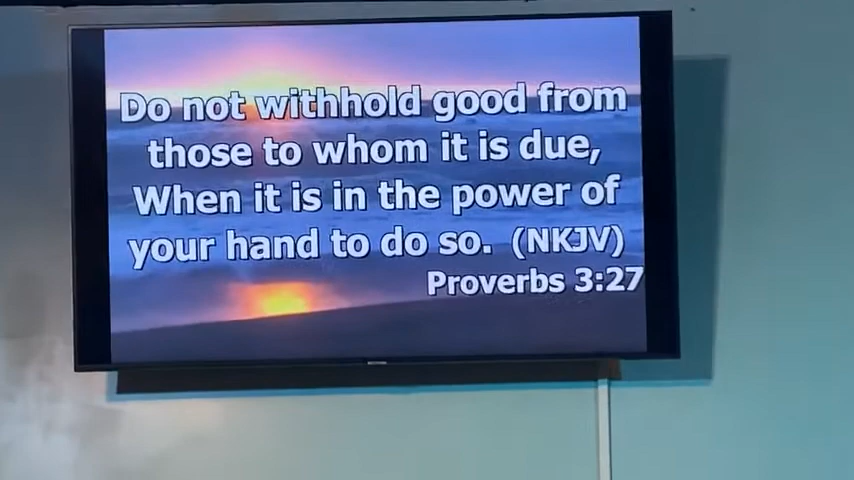 Do not withhold good from
those to whom it is due,
When it is in the power of
your hand to do so. (NKJV)
Proverbs 3:27